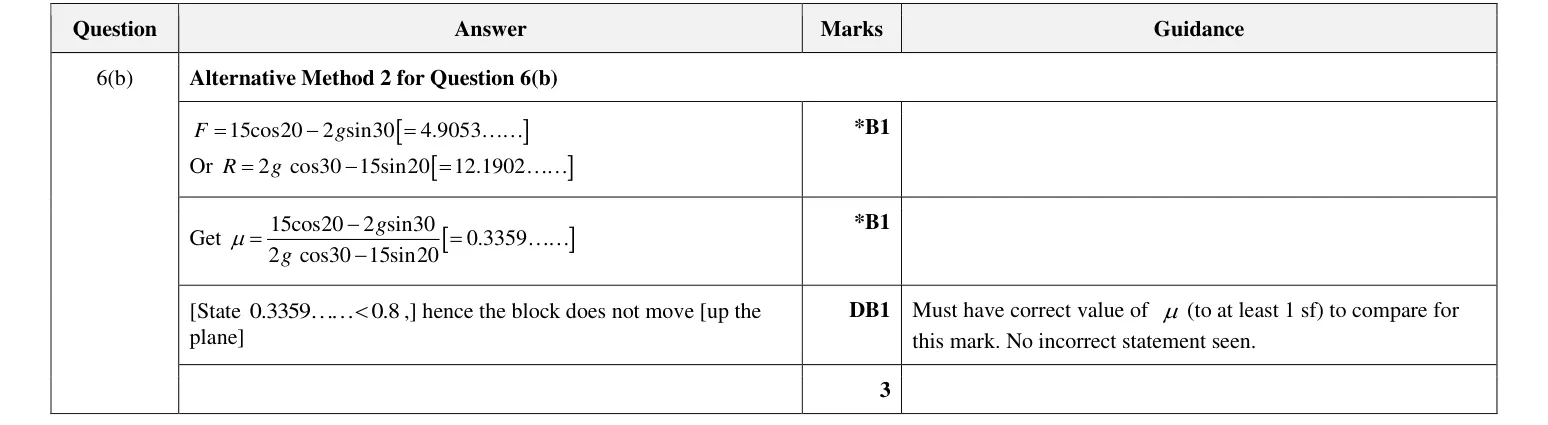 Question Answer Marks Guidance
6(b) Alternative Method 2 for Question 6(b)
F = 15cos20 − 2gsin30[= 4.9053……] *B1
Or R = 2g cos30 − 15sin20[= 12.1902……]
Get μ = (15cos20 − 2gsin30)/(2g cos30 − 15sin20)[= 0.3359……] *B1
[State 0.3359…… < 0.8 ,] hence the block does not move [up the DB1 Must have correct value of μ (to at least 1 sf) to compare for
plane] this mark. No incorrect statement seen.
3